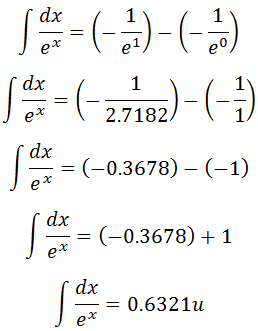 ∫ dx/e^x = (−1/e^1) − (−1/e^0)
∫ dx/e^x = (−1/2.7182) − (−1/1)
∫ dx/e^x = (−0.3678) − (−1)
∫ dx/e^x = (−0.3678) + 1
∫ dx/e^x = 0.6321u